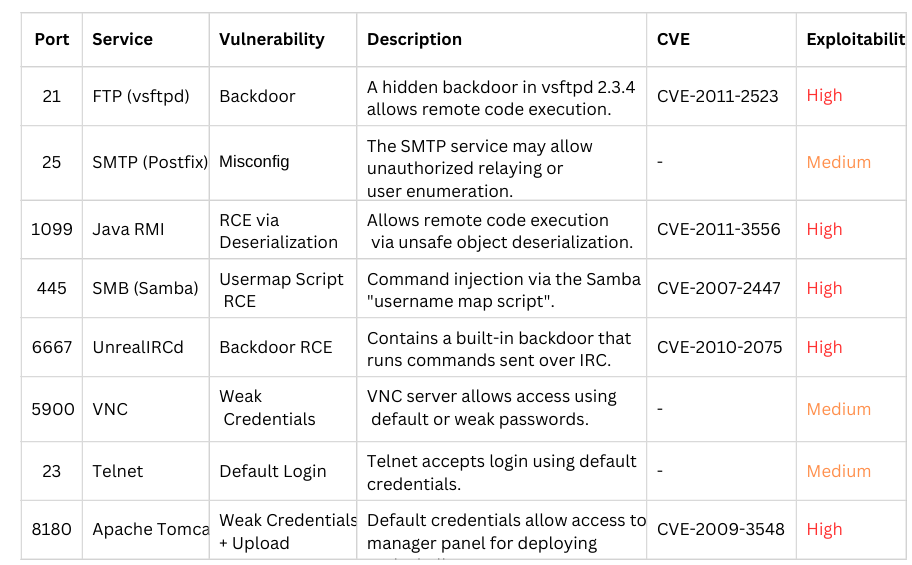 Port Service Vulnerability Description CVE Exploitabilit
21 FTP (vsftpd) Backdoor A hidden backdoor in vsftpd 2.3.4
allows remote code execution. CVE-2011-2523 High
25 SMTP (Postfix) Misconfig The SMTP service may allow
unauthorized relaying or
user enumeration. - Medium
1099 Java RMI RCE via
Deserialization Allows remote code execution
via unsafe object deserialization. CVE-2011-3556 High
445 SMB (Samba) Usermap Script
RCE Command injection via the Samba
"username map script". CVE-2007-2447 High
6667 UnrealIRCd Backdoor RCE Contains a built-in backdoor that
runs commands sent over IRC. CVE-2010-2075 High
5900 VNC Weak
Credentials VNC server allows access using
default or weak passwords. - Medium
23 Telnet Default Login Telnet accepts login using default
credentials. - Medium
8180 Apache Tomca Weak Credentials
+ Upload Default credentials allow access to
manager panel for deploying CVE-2009-3548 High